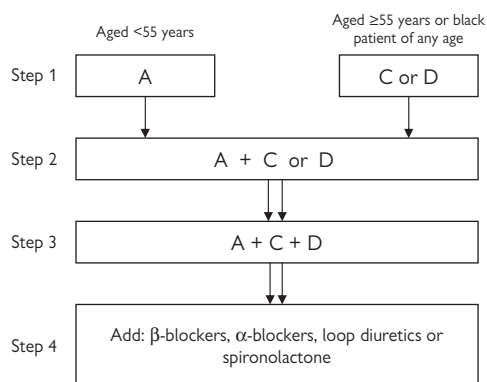 Aged <55 years
Aged ≥55 years or black
patient of any age
Step 1
A
C or D
Step 2
A + C or D
Step 3
A + C + D
Step 4
Add: β-blockers, α-blockers, loop diuretics or
spironolactone